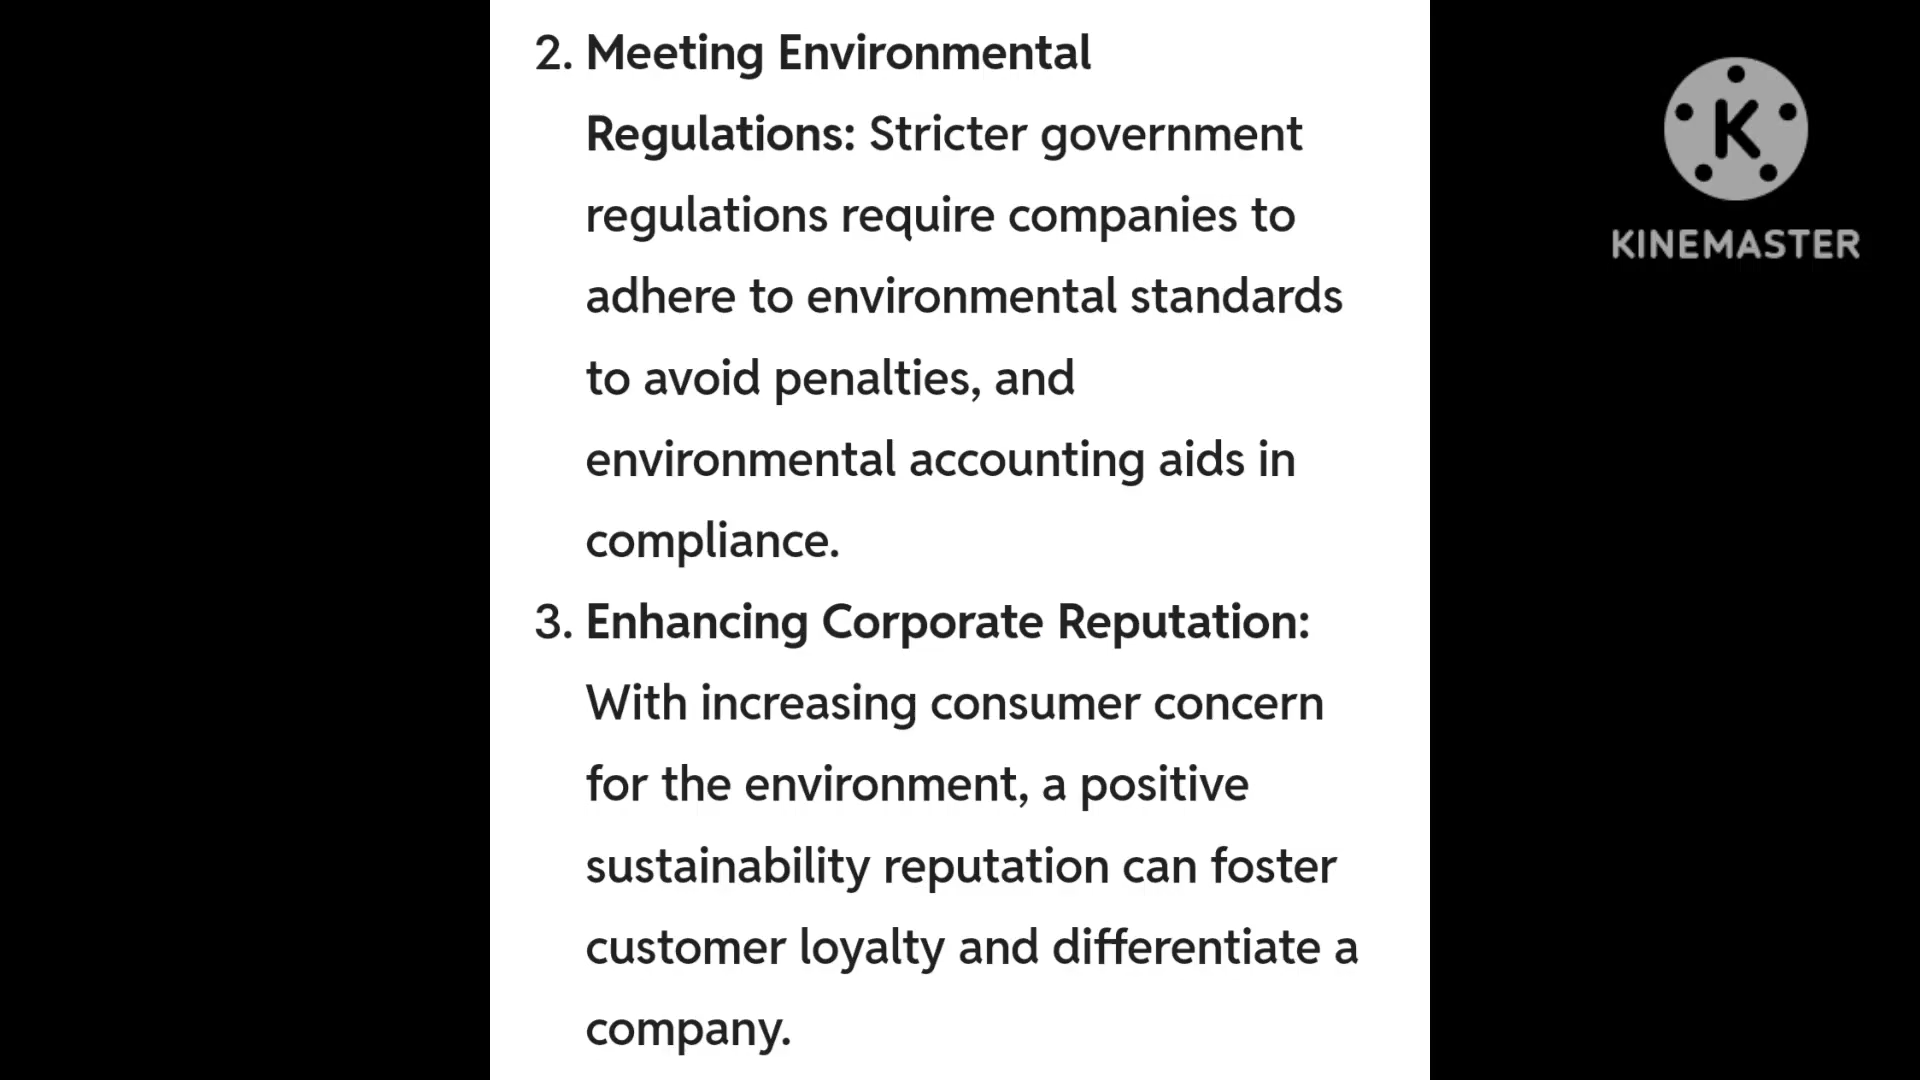 2. Meeting Environmental
Regulations: Stricter government
regulations require companies to
adhere to environmental standards
to avoid penalties, and
environmental accounting aids in
compliance.
3. Enhancing Corporate Reputation:
With increasing consumer concern
for the environment, a positive
sustainability reputation can foster
customer loyalty and differentiate a
company.
K
KINEMASTER